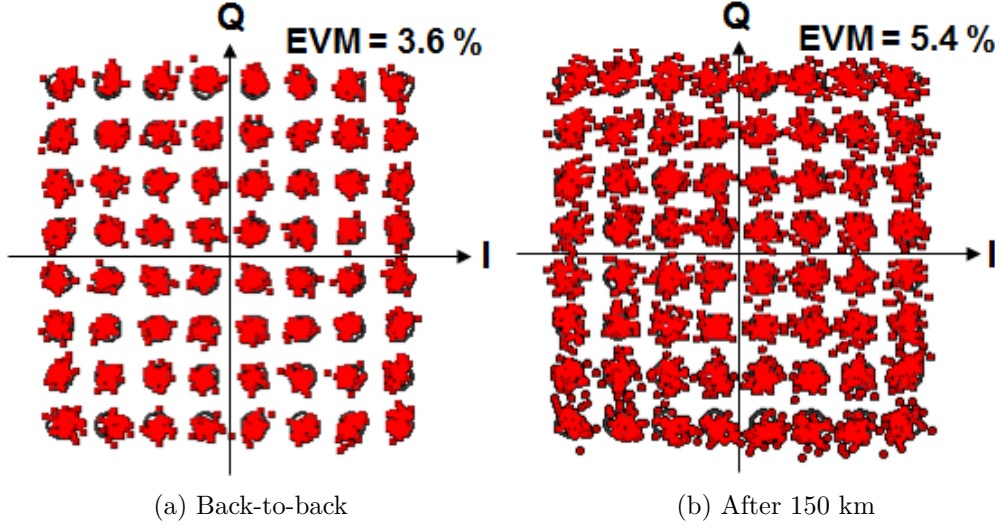 Q
EVM = 3.6 %
I
(a) Back-to-back
Q
EVM = 5.4 %
I
(b) After 150 km